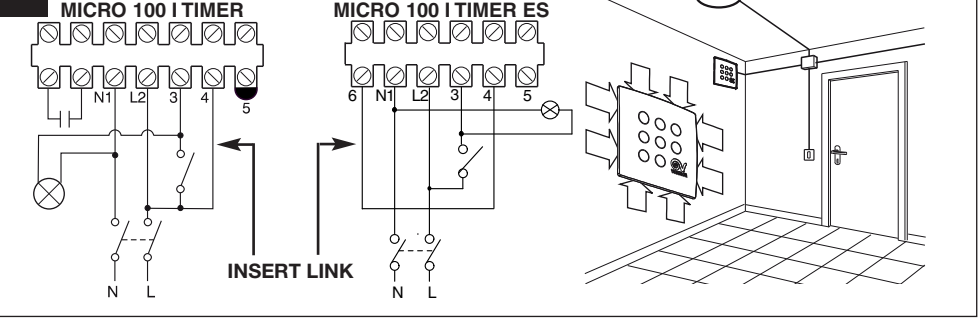 MICRO 100 I TIMER
N1 L2 3 4 5
N L
MICRO 100 I TIMER ES
6 N1 L2 3 4 5
N L
INSERT LINK